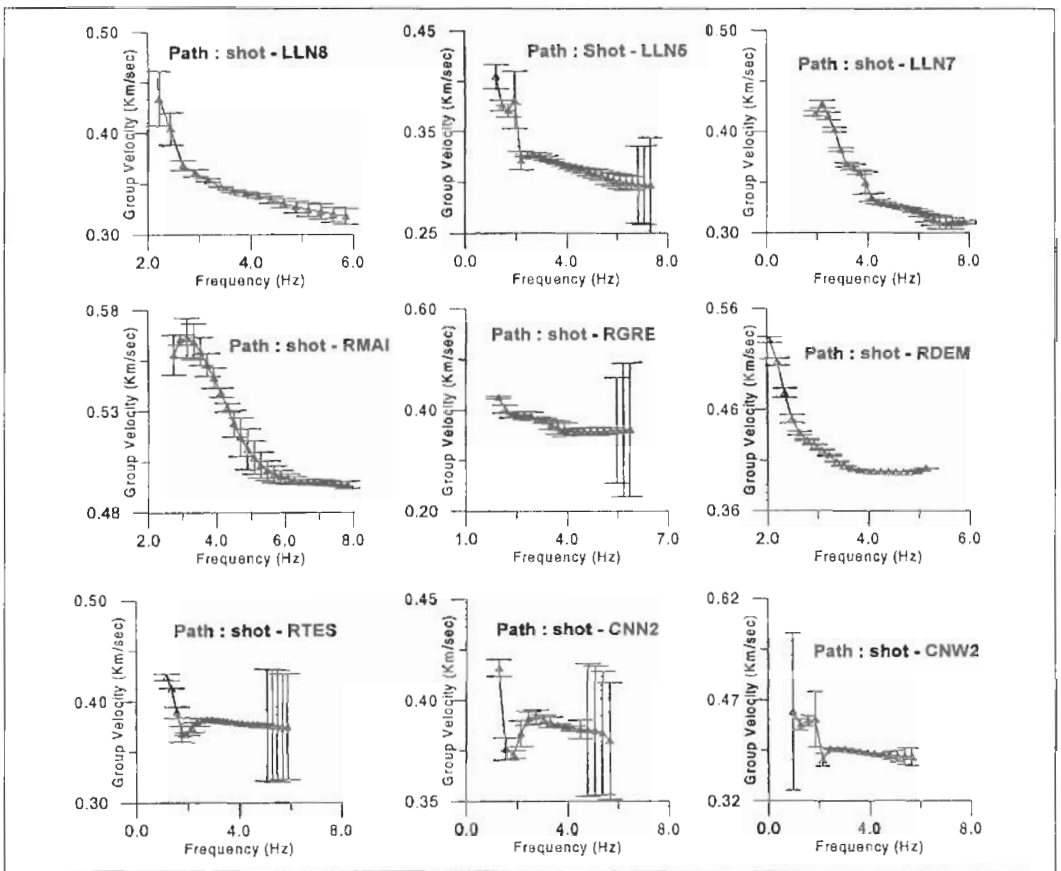 0.50
Path : shot - LLN8
0.40
0.30
2.0 4.0 6.0
Frequency (Hz)
Group Velocity (Km/sec)
0.45
Path : Shot - LLN5
0.35
0.25
0.0 2.0 4.0 8.0
Frequency (Hz)
Group Velocity (Km/sec)
0.50
Path : shot - LLN7
0.40
0.30
0.0 4.0 8.0
Frequency (Hz)
Group Velocity (Km/sec)
0.58
Path : shot - RMAI
0.53
0.48
2.0 4.0 6.0 8.0
Frequency (Hz)
Group Velocity (Km/sec)
0.60
Path : shot - RGRE
0.40
0.20
1.0 4.0 7.0
Frequency (Hz)
Group Velocity (Km/sec)
0.56
Path : shot - RDEM
0.46
0.36
2.0 4.0 6.0
Frequency (Hz)
Group Velocity (Km/sec)
0.50
Path : shot - RTES
0.40
0.30
0.0 4.0 8.0
Frequency (Hz)
Group Velocity (Km/sec)
0.45
Path : shot - CNN2
0.35
0.0 4.0 8.0
Frequency (Hz)
Group Velocity (Km/sec)
0.62
Path : shot - CNW2
0.47
0.32
0.0 4.0 8.0
Frequency (Hz)
Group Velocity (Km/sec)